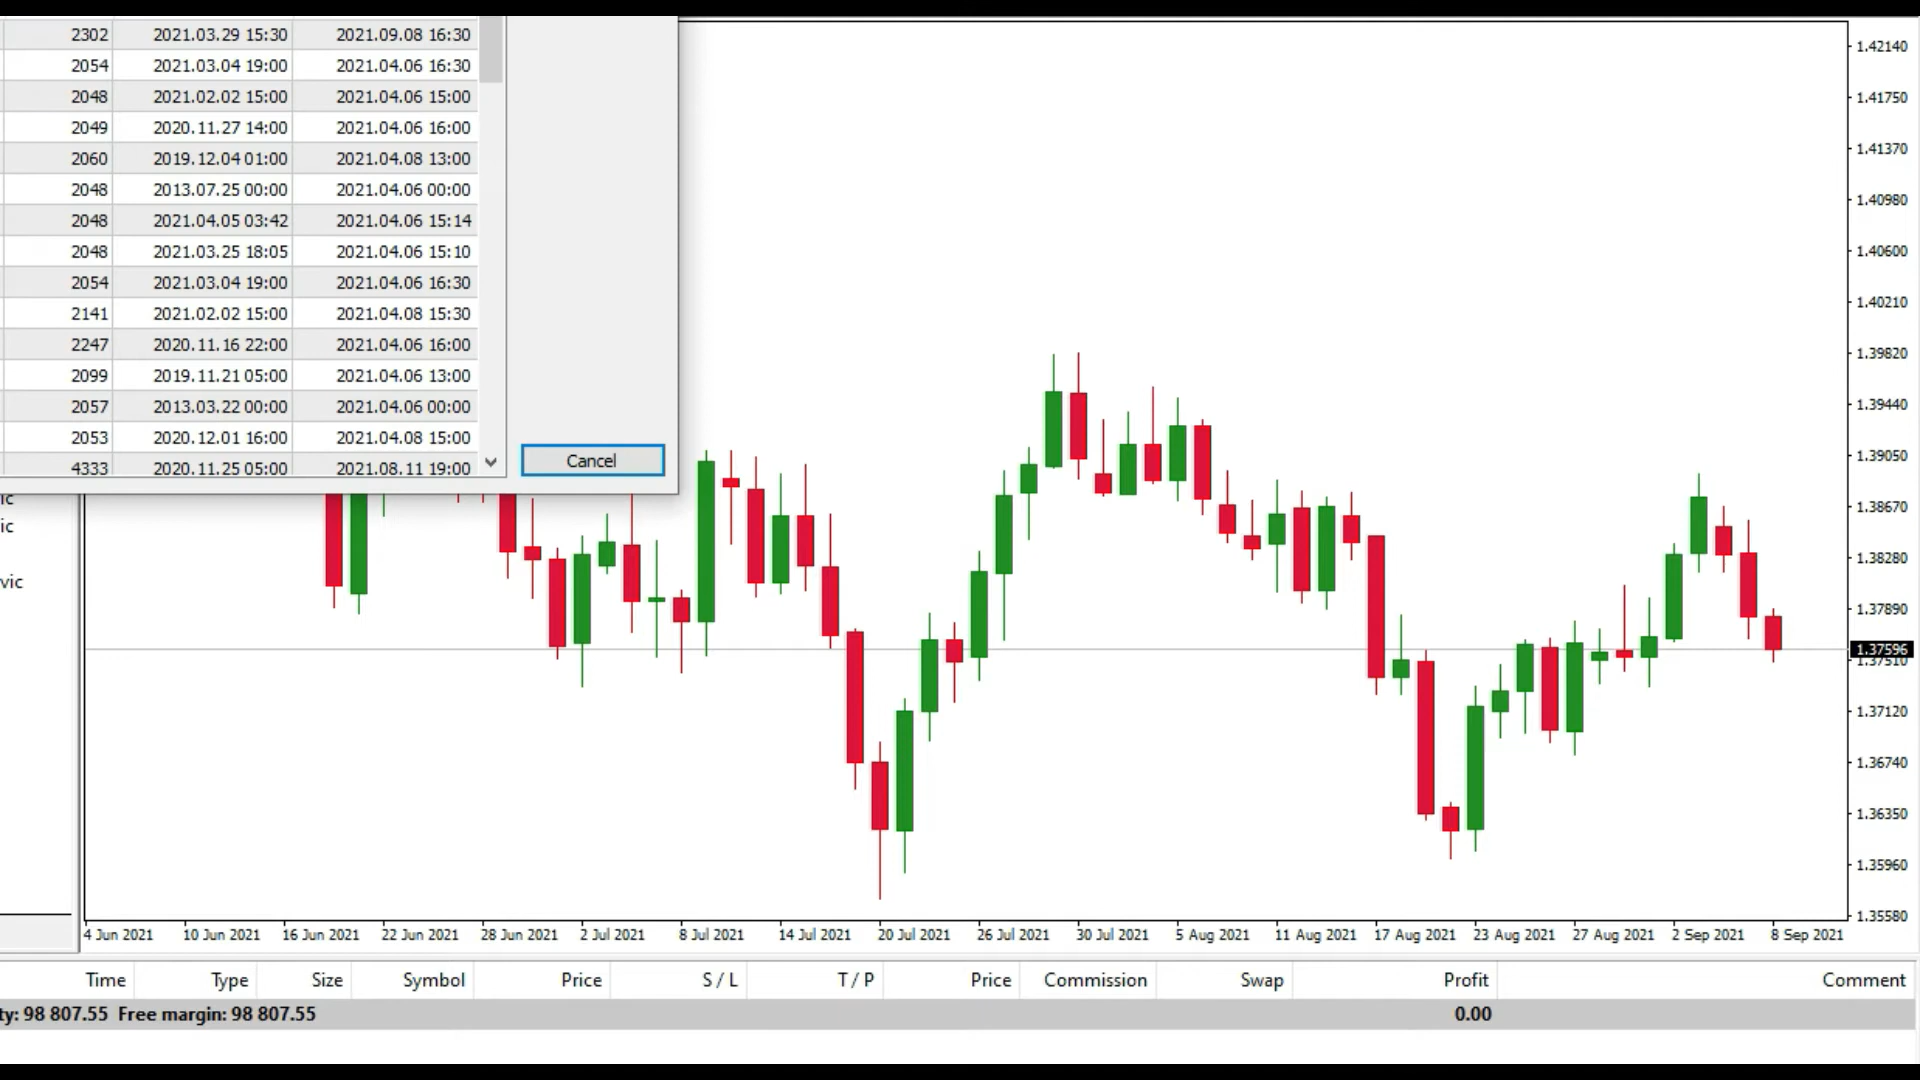 2302 2021.03.29 15:30 2021.09.08 16:30
2054 2021.03.04 19:00 2021.04.06 16:30
2048 2021.02.02 15:00 2021.04.06 15:00
2049 2020.11.27 14:00 2021.04.06 16:00
2060 2019.12.04 01:00 2021.04.08 13:00
2048 2013.07.25 00:00 2021.04.06 00:00
2048 2021.04.05 03:42 2021.04.06 15:14
2048 2021.03.25 18:05 2021.04.06 15:10
2054 2021.03.04 19:00 2021.04.06 16:30
2141 2021.02.02 15:00 2021.04.08 15:30
2247 2020.11.16 22:00 2021.04.06 16:00
2099 2019.11.21 05:00 2021.04.06 13:00
2057 2013.03.22 00:00 2021.04.06 00:00
2053 2020.12.01 16:00 2021.04.08 15:00
4333 2020.11.25 05:00 2021.08.11 19:00
Cancel
ic
ic
vic
1.42140
1.41750
1.41370
1.40980
1.40600
1.40210
1.39820
1.39440
1.39050
1.38670
1.38280
1.37890
1.37596
1.37510
1.37120
1.36740
1.36350
1.35960
1.35580
4 Jun 2021 10 Jun 2021 16 Jun 2021 22 Jun 2021 28 Jun 2021 2 Jul 2021 8 Jul 2021 14 Jul 2021 20 Jul 2021 26 Jul 2021 30 Jul 2021 5 Aug 2021 11 Aug 2021 17 Aug 2021 23 Aug 2021 27 Aug 2021 2 Sep 2021 8 Sep 2021
Time Type Size Symbol Price S / L T / P Price Commission Swap Profit Comment
ty: 98 807.55 Free margin: 98 807.55 0.00